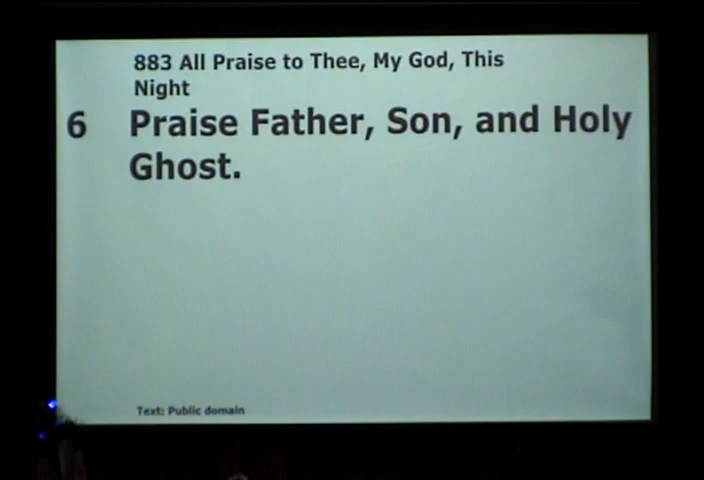 883 All Praise to Thee, My God, This
Night
6 Praise Father, Son, and Holy
Ghost.
Text: Public domain